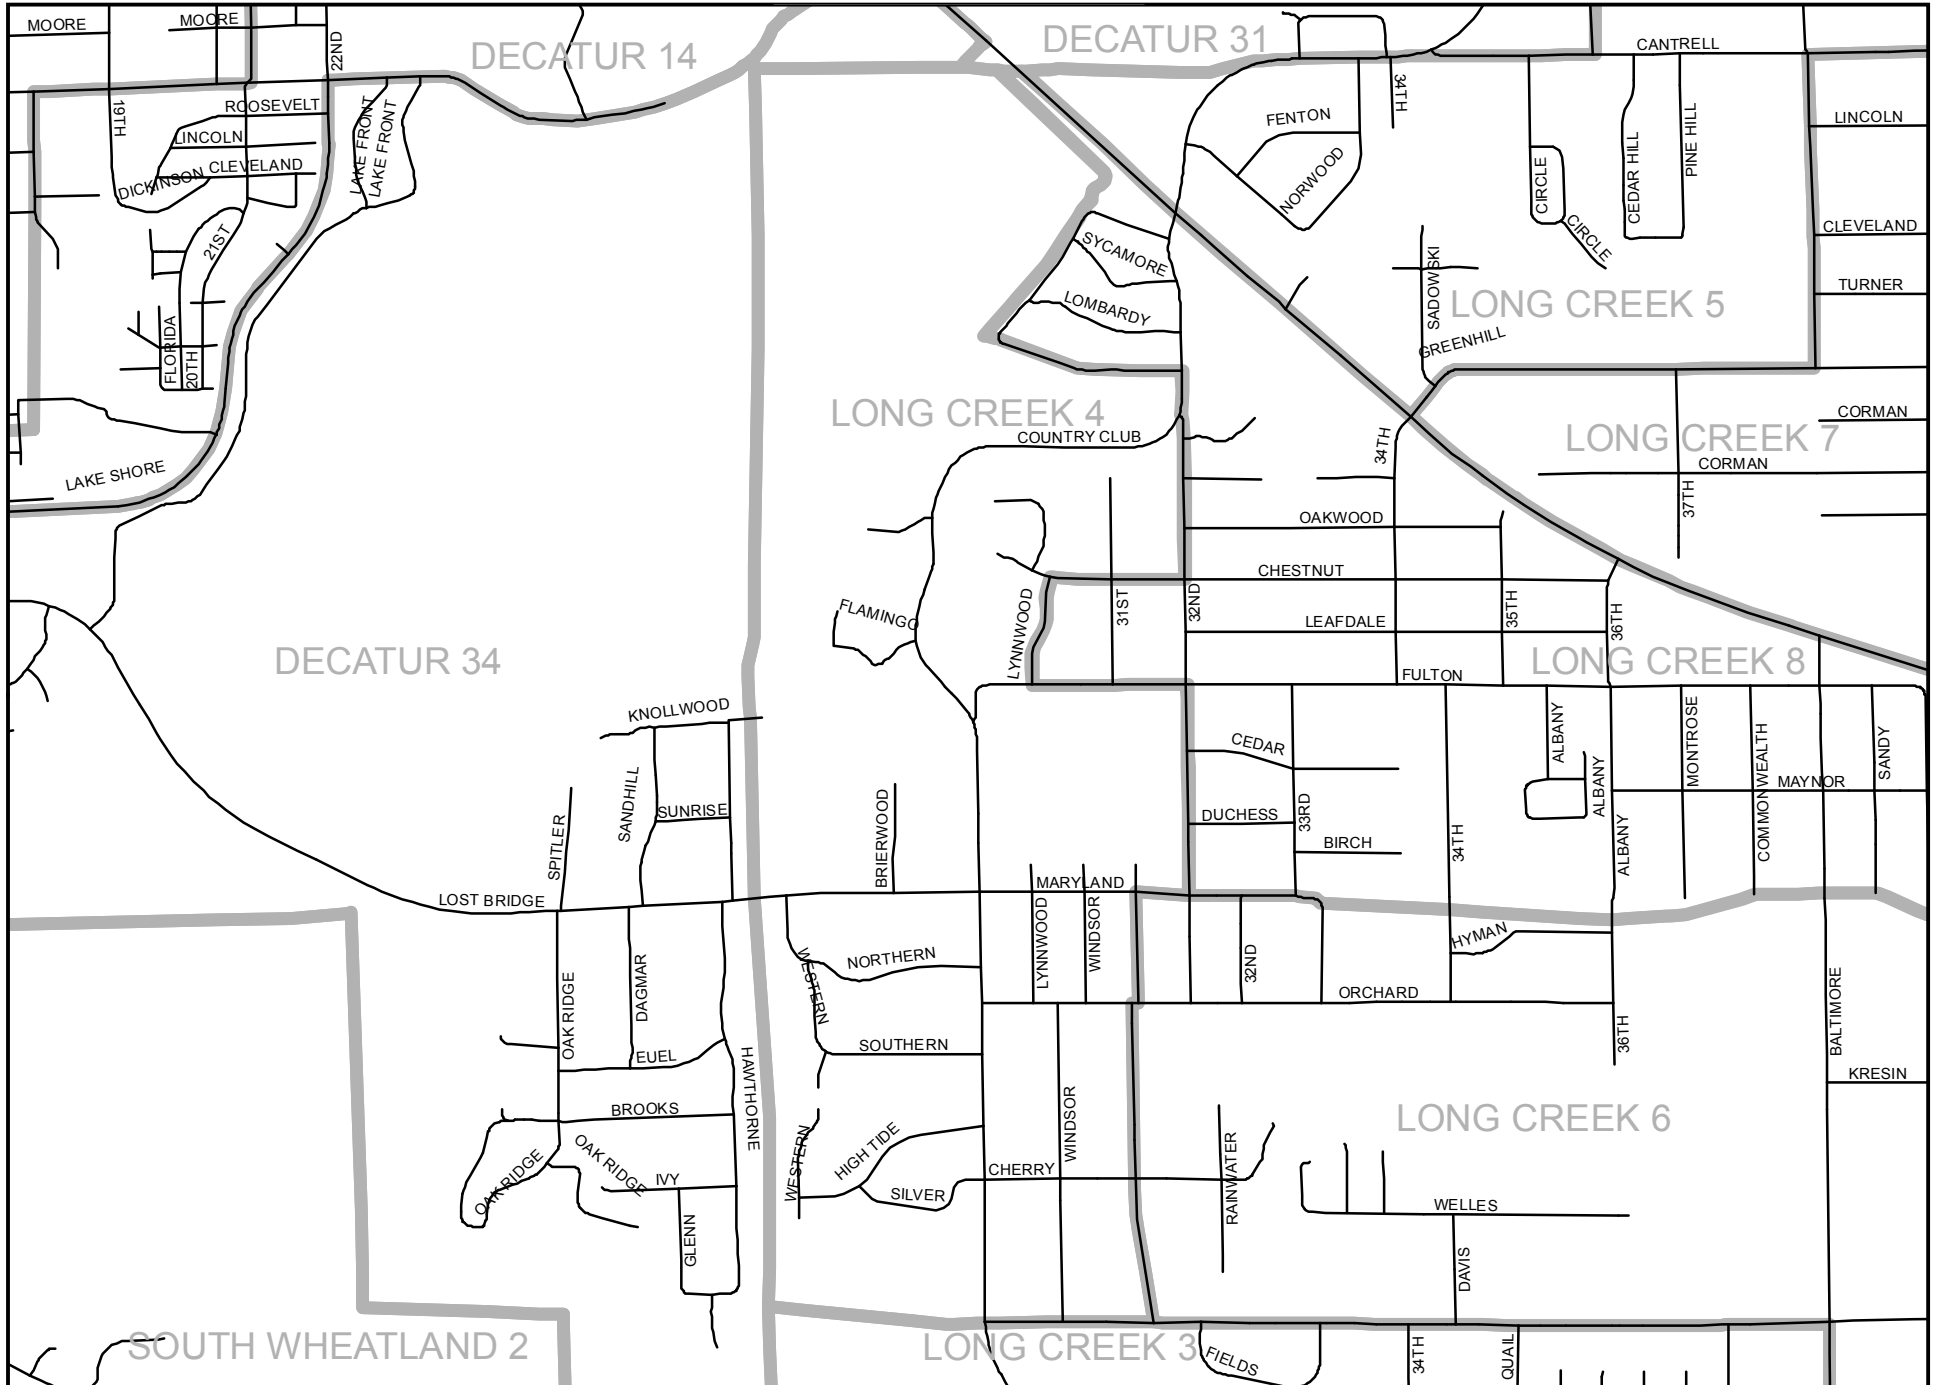 MOORE
MOORE
22ND
DECATUR 14
DECATUR 31
CANTRELL
19TH
ROOSEVELT
LINCOLN
CLEVELAND
DICKINSON
LAKE FRONT
LAKE FRONT
34TH
FENTON
NORWOOD
CIRCLE
CIRCLE
CEDAR HILL
PINE HILL
LINCOLN
CLEVELAND
TURNER
21ST
SYCAMORE
LOMBARDY
SADOWSKI
LONG CREEK 5
GREENHILL
FLORIDA
20TH
LONG CREEK 4
COUNTRY CLUB
34TH
LONG CREEK 7
CORMAN
CORMAN
37TH
LAKE SHORE
OAKWOOD
CHESTNUT
FLAMINGO
LYNNWOOD
31ST
32ND
LEAFDALE
35TH
36TH
DECATUR 34
LONG CREEK 8
FULTON
KNOLLWOOD
CEDAR
ALBANY
ALBANY
ALBANY
MONTROSE
COMMONWEALTH
MAYNOR
SANDY
SPITLER
SANDHILL
SUNRISE
BRIERWOOD
DUCHESS
33RD
BIRCH
34TH
LOST BRIDGE
MARYLAND
LYNNWOOD
WINDSOR
32ND
HYMAN
NORTHERN
WESTERN
OAK RIDGE
DAGMAR
ORCHARD
BALTIMORE
SOUTHERN
EUEL
HAWTHORNE
36TH
KRESIN
BROOKS
WINDSOR
LONG CREEK 6
OAK RIDGE
OAK RIDGE
IVY
WESTERN
HIGH TIDE
CHERRY
SILVER
RAINWATER
WELLES
GLENN
DAVIS
SOUTH WHEATLAND 2
LONG CREEK 3
FIELDS
34TH
QUAIL